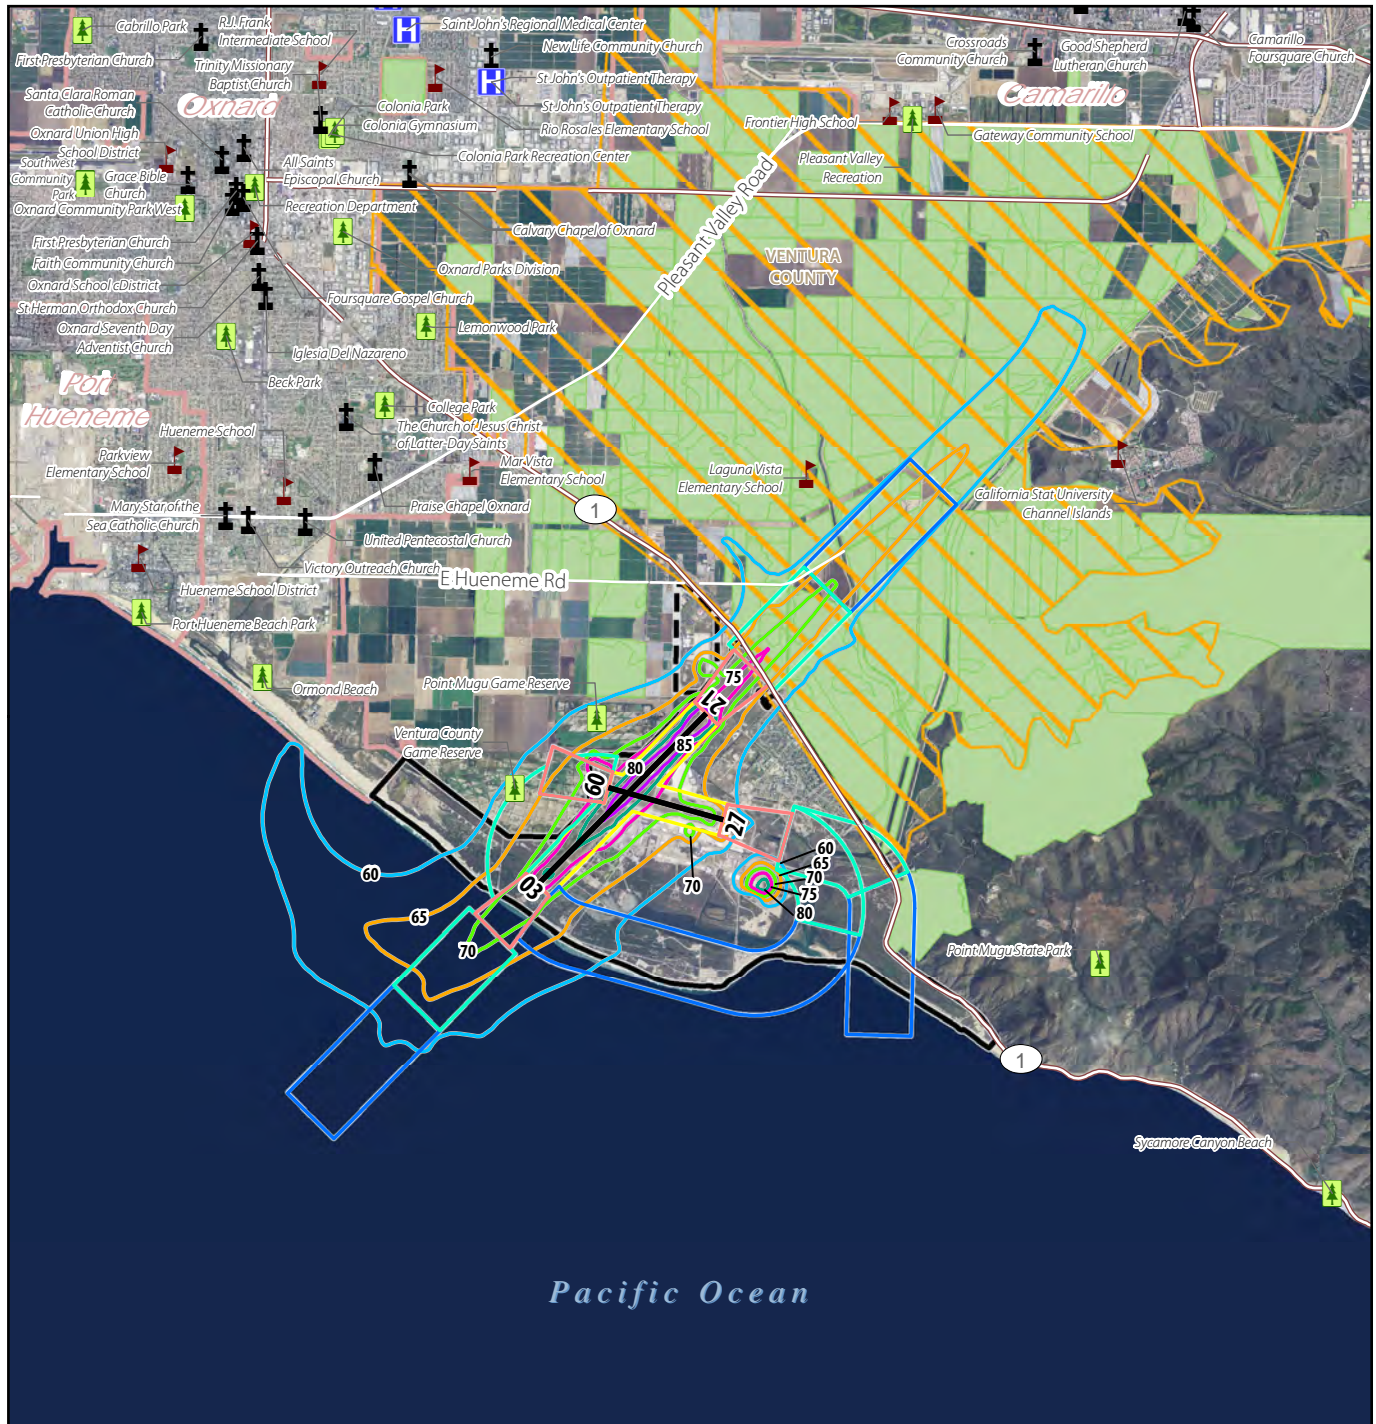 Cabrillo Park
R.J. Frank
Intermediate School
Saint John's Regional Medical Center
New Life Community Church
First Presbyterian Church
Trinity Missionary
Baptist Church
St John's Outpatient Therapy
Crossroads
Community Church
Good Shepherd
Lutheran Church
Camarillo
Foursquare Church
Santa Clara Roman
Catholic Church
Oxnard
Colonia Park
St John's Outpatient Therapy
Camarillo
Oxnard Union High
School District
Colonia Gymnasium
Rio Rosales Elementary School
Frontier High School
Gateway Community School
Southwest
Community
Park
Grace Bible
Church
All Saints
Episcopal Church
Colonia Park Recreation Center
Pleasant Valley
Recreation
Oxnard Community Park West
Recreation Department
Pleasant Valley Road
First Presbyterian Church
Calvary Chapel of Oxnard
Faith Community Church
Oxnard Parks Division
VENTURA
COUNTY
Oxnard School cDistrict
St Herman Orthodox Church
Foursquare Gospel Church
Oxnard Seventh Day
Adventist Church
Lemonwood Park
Iglesia Del Nazareno
Port
Hueneme
Beck Park
College Park
Hueneme School
The Church of Jesus Christ
of Latter-Day Saints
Parkview
Elementary School
Mar Vista
Elementary School
Laguna Vista
Elementary School
California Stat University
Channel Islands
Mary Star of the
Sea Catholic Church
Praise Chapel Oxnard
1
United Pentecostal Church
Victory Outreach Church
E Hueneme Rd
Hueneme School District
Port Hueneme Beach Park
Ormond Beach
Point Mugu Game Reserve
75
21
Ventura County
Game Reserve
85
80
09
27
60
65
70
75
80
60
70
03
65
70
Point Mugu State Park
1
Sycamore Canyon Beach
Pacific Ocean